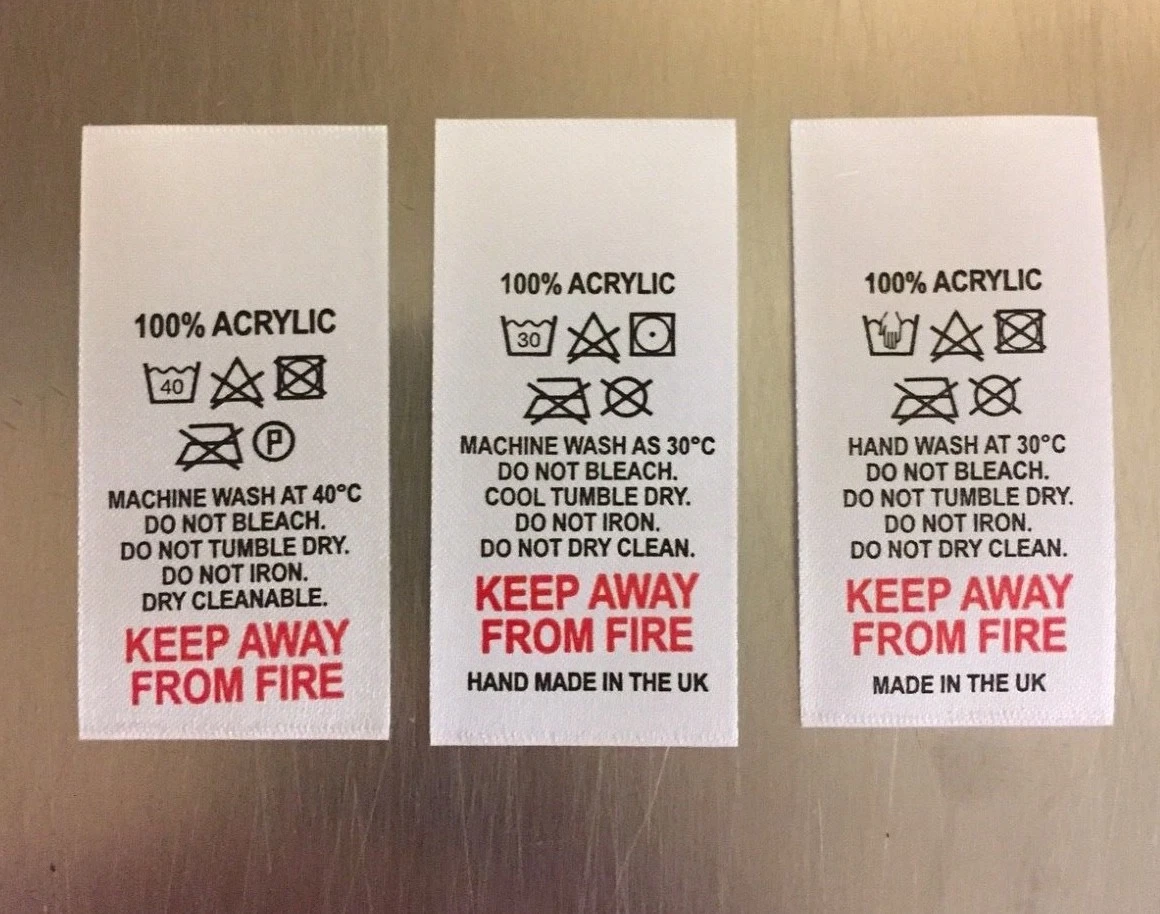 100% ACRYLIC
40
P
MACHINE WASH AT 40°C
DO NOT BLEACH.
DO NOT TUMBLE DRY.
DO NOT IRON.
DRY CLEANABLE.
KEEP AWAY
FROM FIRE
100% ACRYLIC
30
MACHINE WASH AS 30°C
DO NOT BLEACH.
COOL TUMBLE DRY.
DO NOT IRON.
DO NOT DRY CLEAN.
KEEP AWAY
FROM FIRE
HAND MADE IN THE UK
100% ACRYLIC
HAND WASH AT 30°C
DO NOT BLEACH.
DO NOT TUMBLE DRY.
DO NOT IRON.
DO NOT DRY CLEAN.
KEEP AWAY
FROM FIRE
MADE IN THE UK